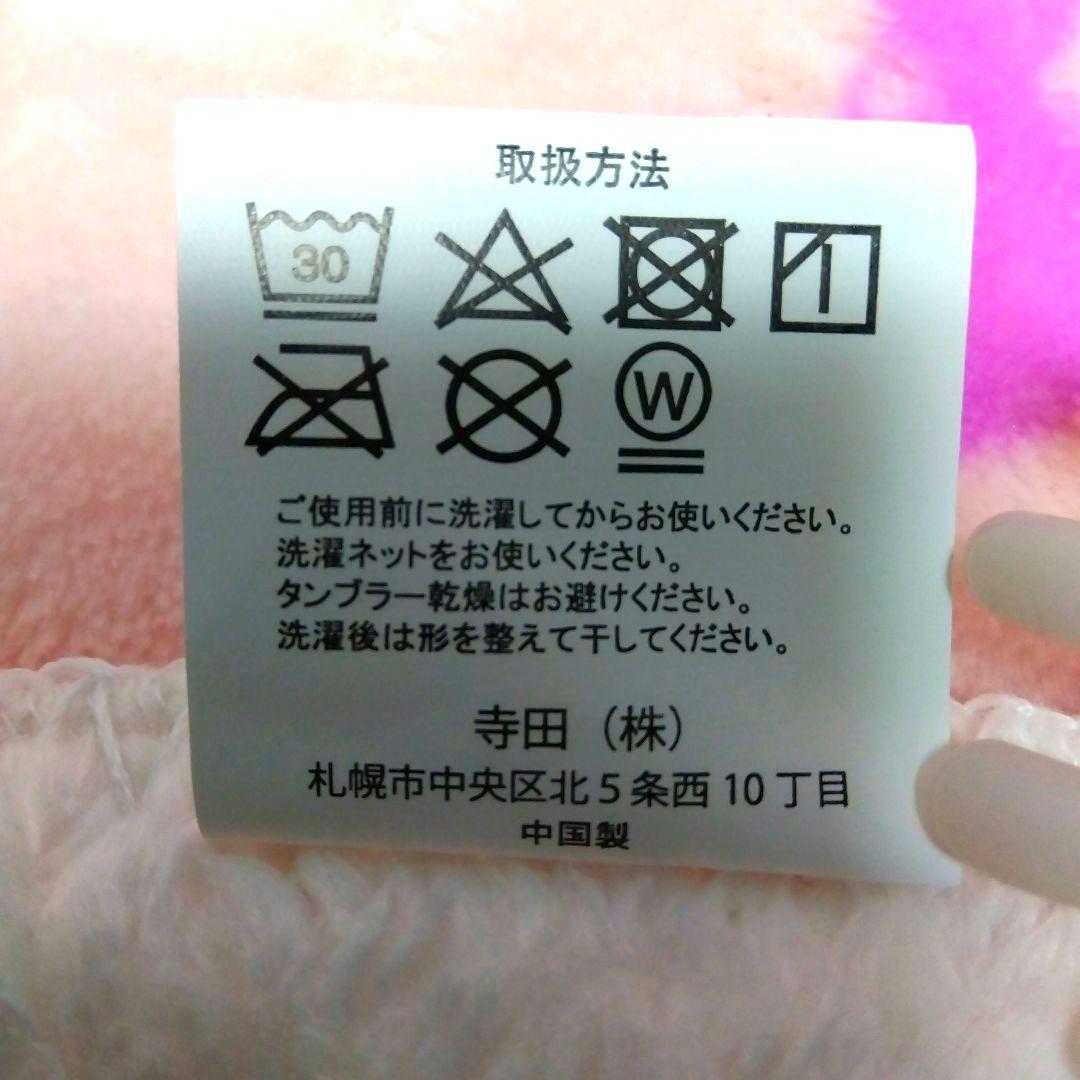 取扱方法
30
W
ご使用前に洗濯してからお使いください。
洗濯ネットをお使いください。
タンブラー乾燥はお避けください。
洗濯後は形を整えて干してください。
寺田（株）
札幌市中央区北5条西10丁目
中国製